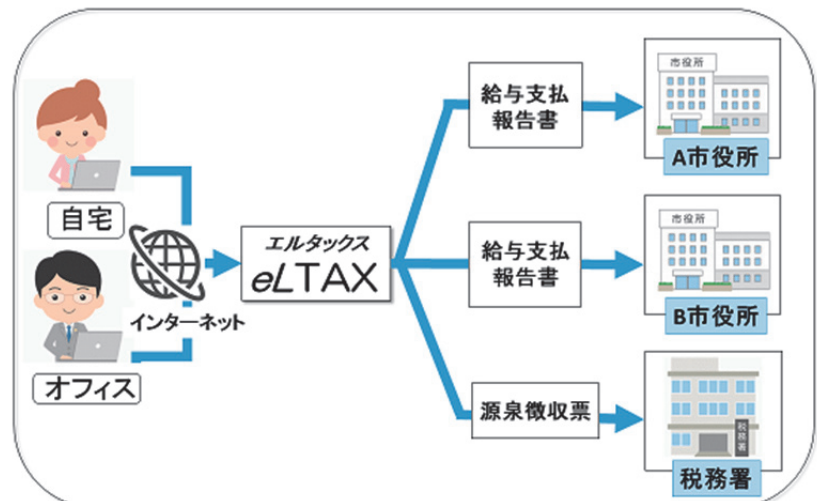 自宅
オフィス
インターネット
エルタックス
eLTAX
給与支払
報告書
市役所
A市役所
給与支払
報告書
市役所
B市役所
源泉徴収票
税務署
税務署